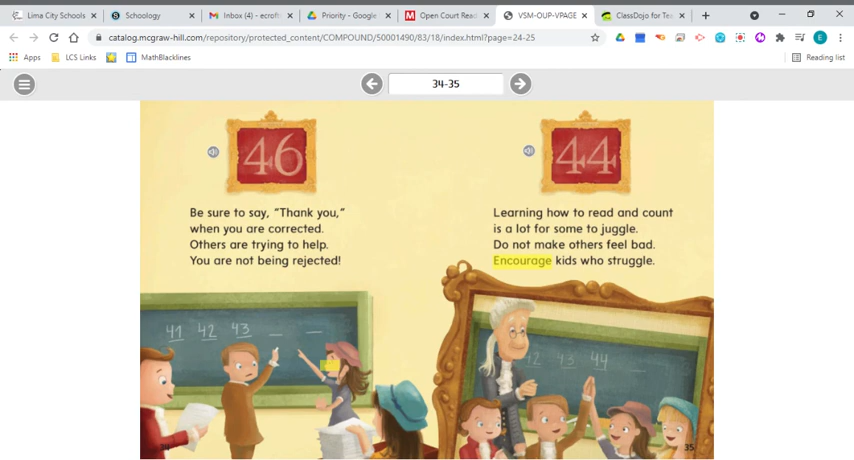 Lima City Schools
Schoology
Inbox (4) - ecroft
Priority - Google
Open Court Read
VSM-OUP-VPAGE
ClassDojo for Tea
catalog.mcgraw-hill.com/repository/protected_content/COMPOUND/50001490/83/18/index.html?page=24-25
E
Apps
LCS Links
MathBlacklines
Reading list
34-35
46
Be sure to say, "Thank you,"
when you are corrected.
Others are trying to help.
You are not being rejected!
41 42 43 _ _
34
44
Learning how to read and count
is a lot for some to juggle.
Do not make others feel bad.
Encourage kids who struggle.
42 43 44 _
35